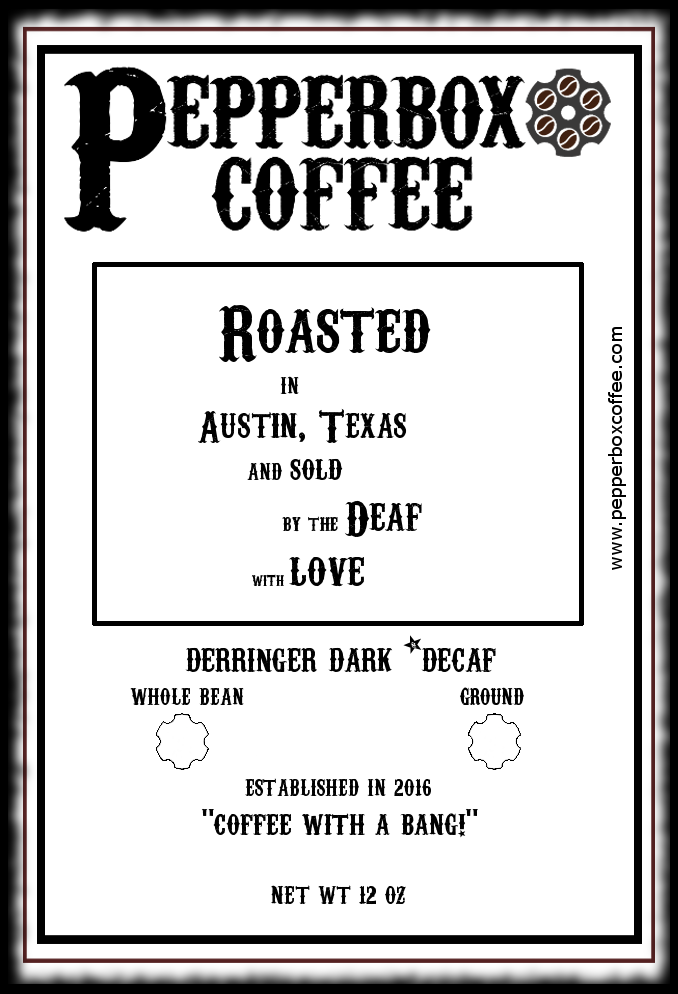 PEPPERBOX
COFFEE
ROASTED
IN
AUSTIN, TEXAS
AND SOLD
BY THE DEAF
WITH LOVE
www.pepperboxcoffee.com
DERRINGER DARK *DECAF
WHOLE BEAN
GROUND
ESTABLISHED IN 2016
"COFFEE WITH A BANG!"
NET WT 12 OZ